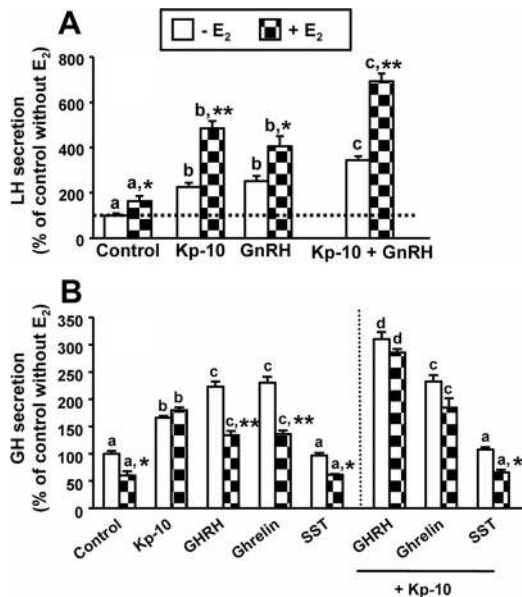 - E₂ + E₂
A
LH secretion
(% of control without E₂)
800
600
400
200
0
a
a,*
b
b,**
b
b,*
c
c,**
Control Kp-10 GnRH Kp-10 + GnRH
B
GH secretion
(% of control without E₂)
350
300
250
200
150
100
50
0
a
a,*
b
b
c
c,**
c
c,**
a
a,*
d
d
c
c
a
a,*
Control
Kp-10
GHRH
Ghrelin
SST
GHRH
Ghrelin
SST
+ Kp-10